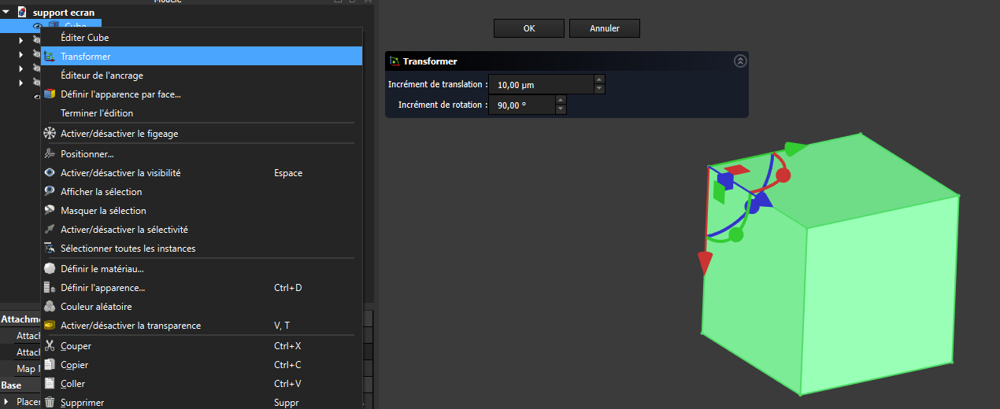 Modèle
support ecran
Cube
Éditer Cube
Transformer
Éditeur de l'ancrage
Définir l'apparence par face...
Terminer l'édition
Activer/désactiver le figeage
Positionner...
Activer/désactiver la visibilité Espace
Afficher la sélection
Masquer la sélection
Activer/désactiver la sélectivité
Sélectionner toutes les instances
Définir le matériau...
Définir l'apparence... Ctrl+D
Couleur aléatoire
Activer/désactiver la transparence V, T
Couper Ctrl+X
Copier Ctrl+C
Coller Ctrl+V
Supprimer Suppr
Attachm
Attac
Attac
Map M
Base
Placen
OK Annuler
Transformer
Incrément de translation : 10,00 µm
Incrément de rotation : 90,00 °